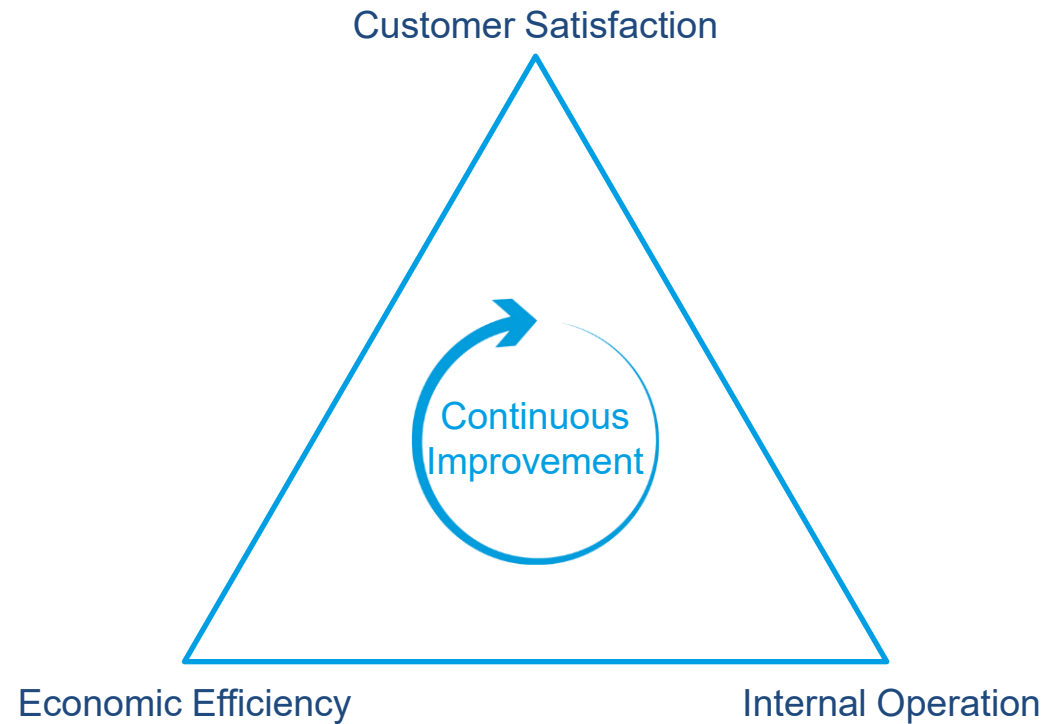 Customer Satisfaction
Continuous
Improvement
Economic Efficiency
Internal Operation